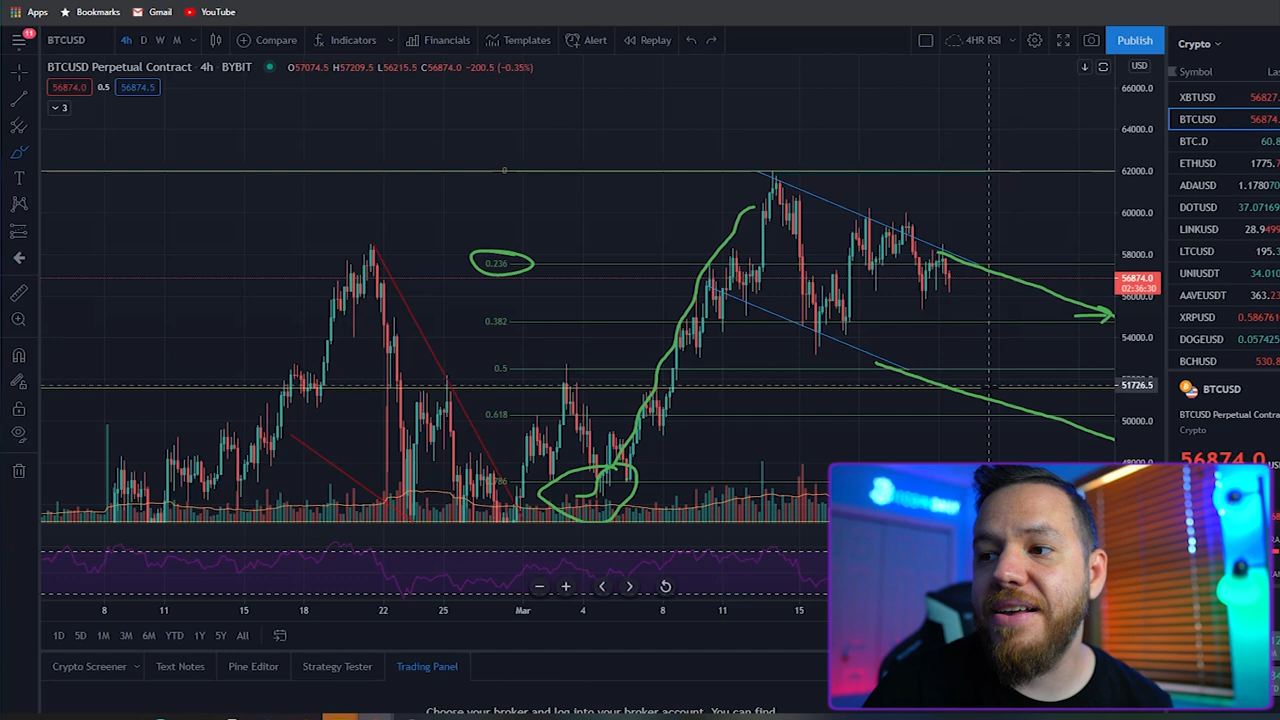 Apps Bookmarks Gmail YouTube
11
BTCUSD 4h D W M Compare Indicators Financials Templates Alert Replay 4HR RSI Publish
BTCUSD Perpetual Contract 4h BYBIT O57074.5 H57209.5 L56215.5 C56874.0 -200.5 (-0.35%)
56874.0 0.5 56874.5
3
USD
66000.0
64000.0
62000.0
60000.0
58000.0
56874.0
02:36:30
56000.0
54000.0
51726.5
50000.0
0
0.236
0.382
0.5
0.618
8 11 15 18 22 25 Mar 4 8 11 15
1D 5D 1M 3M 6M YTD 1Y 5Y All
Crypto Screener Text Notes Pine Editor Strategy Tester Trading Panel
Choose your broker and log into your broker account. You can find
Crypto
Symbol
XBTUSD 56827.
BTCUSD 56874.
BTC.D 60.8
ETHUSD 1775.7
ADAUSD 1.17807
DOTUSD 37.07169
LINKUSD 28.9499
LTCUSD 195.3
UNIUSDT 34.010
AAVEUSDT 363.23
XRPUSD 0.586761
DOGEUSD 0.057425
BCHUSD 530.8
BTCUSD
BTCUSD Perpetual Contract
Crypto
56874.0